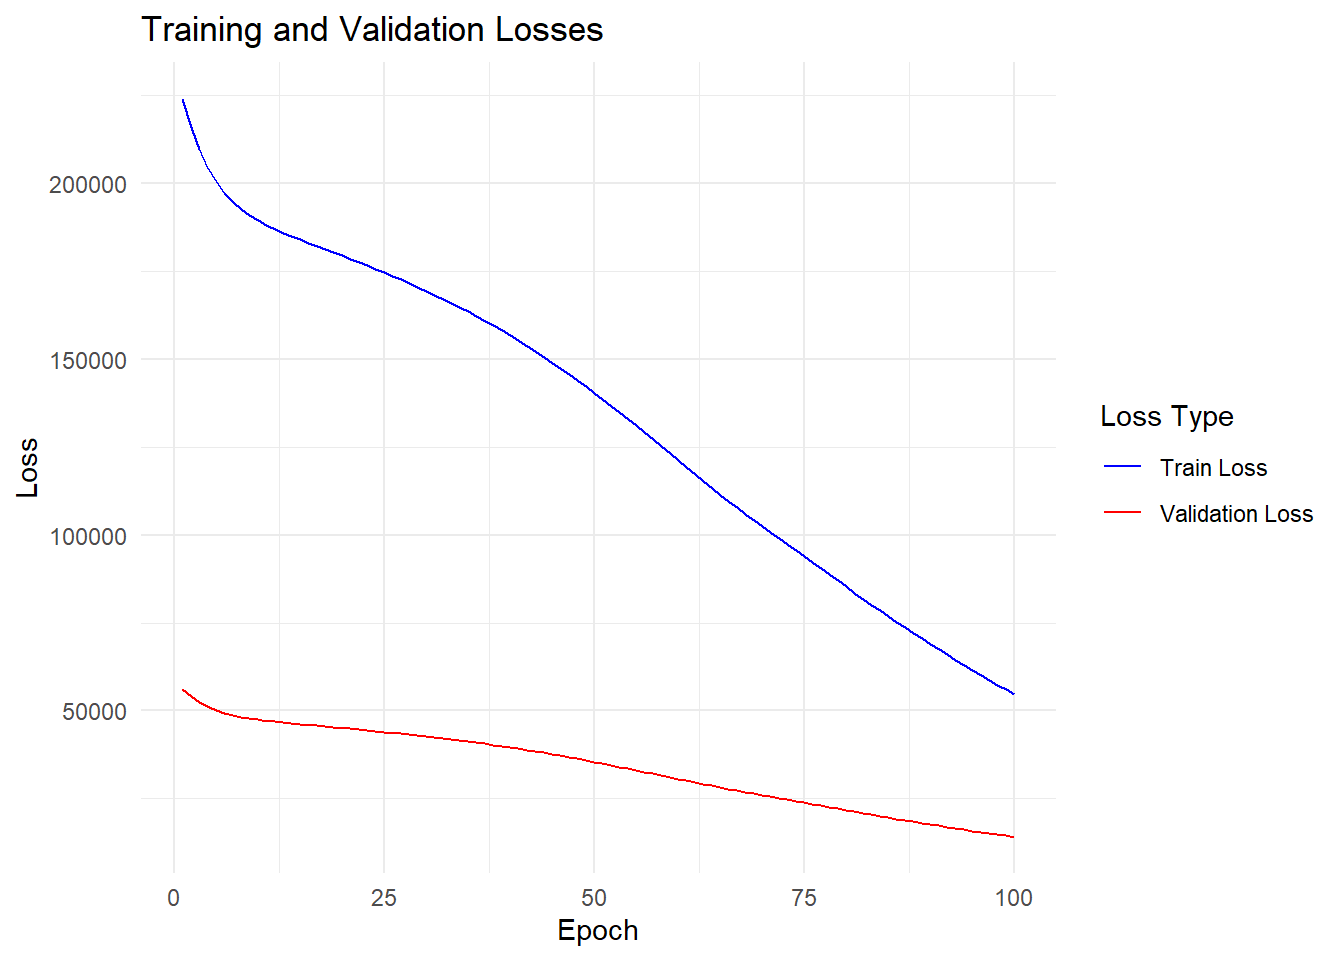 Training and Validation Losses
Loss
200000
150000
100000
50000
0 25 50 75 100
Epoch
Loss Type
Train Loss
Validation Loss